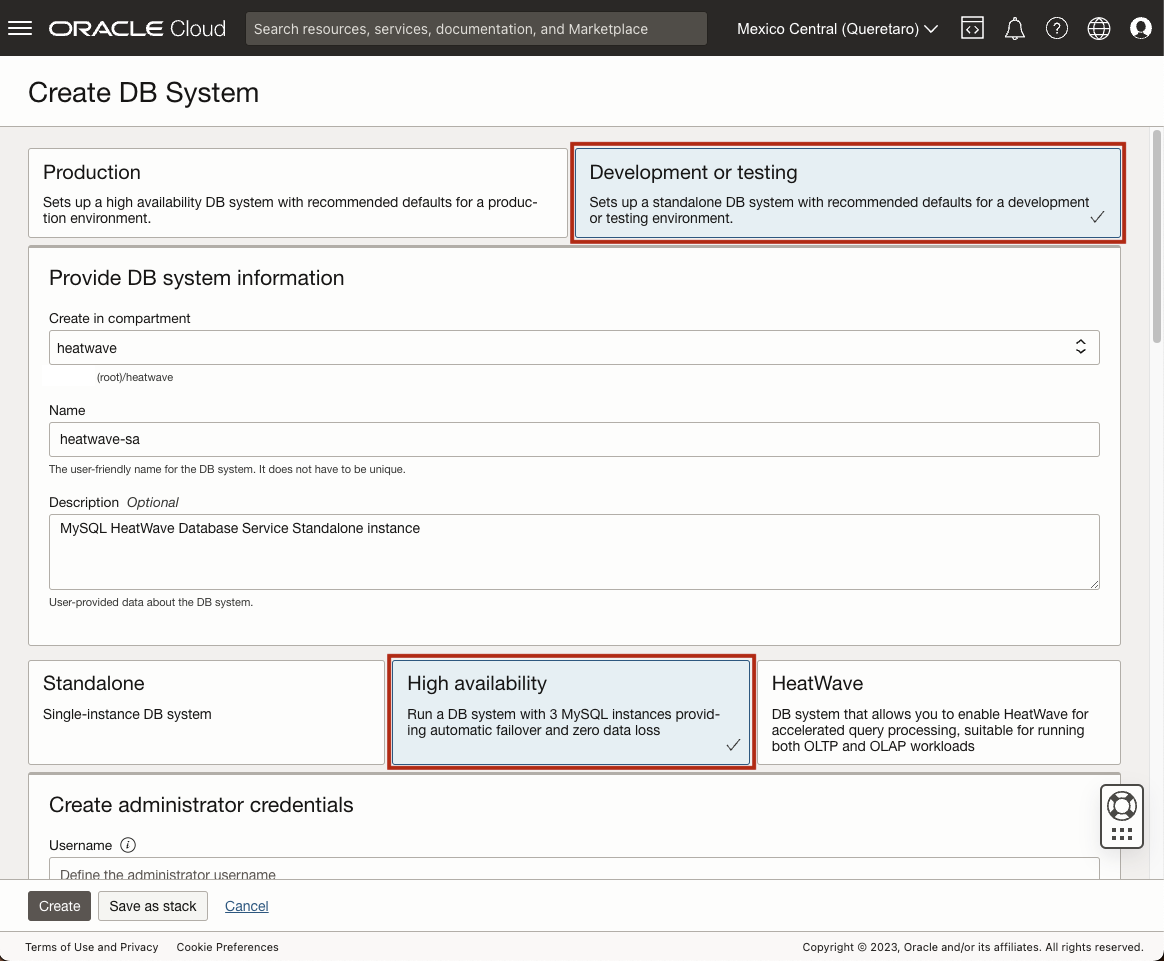 ORACLE Cloud
Search resources, services, documentation, and Marketplace
Mexico Central (Queretaro)
Create DB System
Production
Sets up a high availability DB system with recommended defaults for a produc-
tion environment.
Development or testing
Sets up a standalone DB system with recommended defaults for a development
or testing environment.
Provide DB system information
Create in compartment
heatwave
(root)/heatwave
Name
heatwave-sa
The user-friendly name for the DB system. It does not have to be unique.
Description Optional
MySQL HeatWave Database Service Standalone instance
User-provided data about the DB system.
Standalone
Single-instance DB system
High availability
Run a DB system with 3 MySQL instances provid-
ing automatic failover and zero data loss
HeatWave
DB system that allows you to enable HeatWave for
accelerated query processing, suitable for running
both OLTP and OLAP workloads
Create administrator credentials
Username
Define the administrator username
Create
Save as stack
Cancel
Terms of Use and Privacy
Cookie Preferences
Copyright © 2023, Oracle and/or its affiliates. All rights reserved.